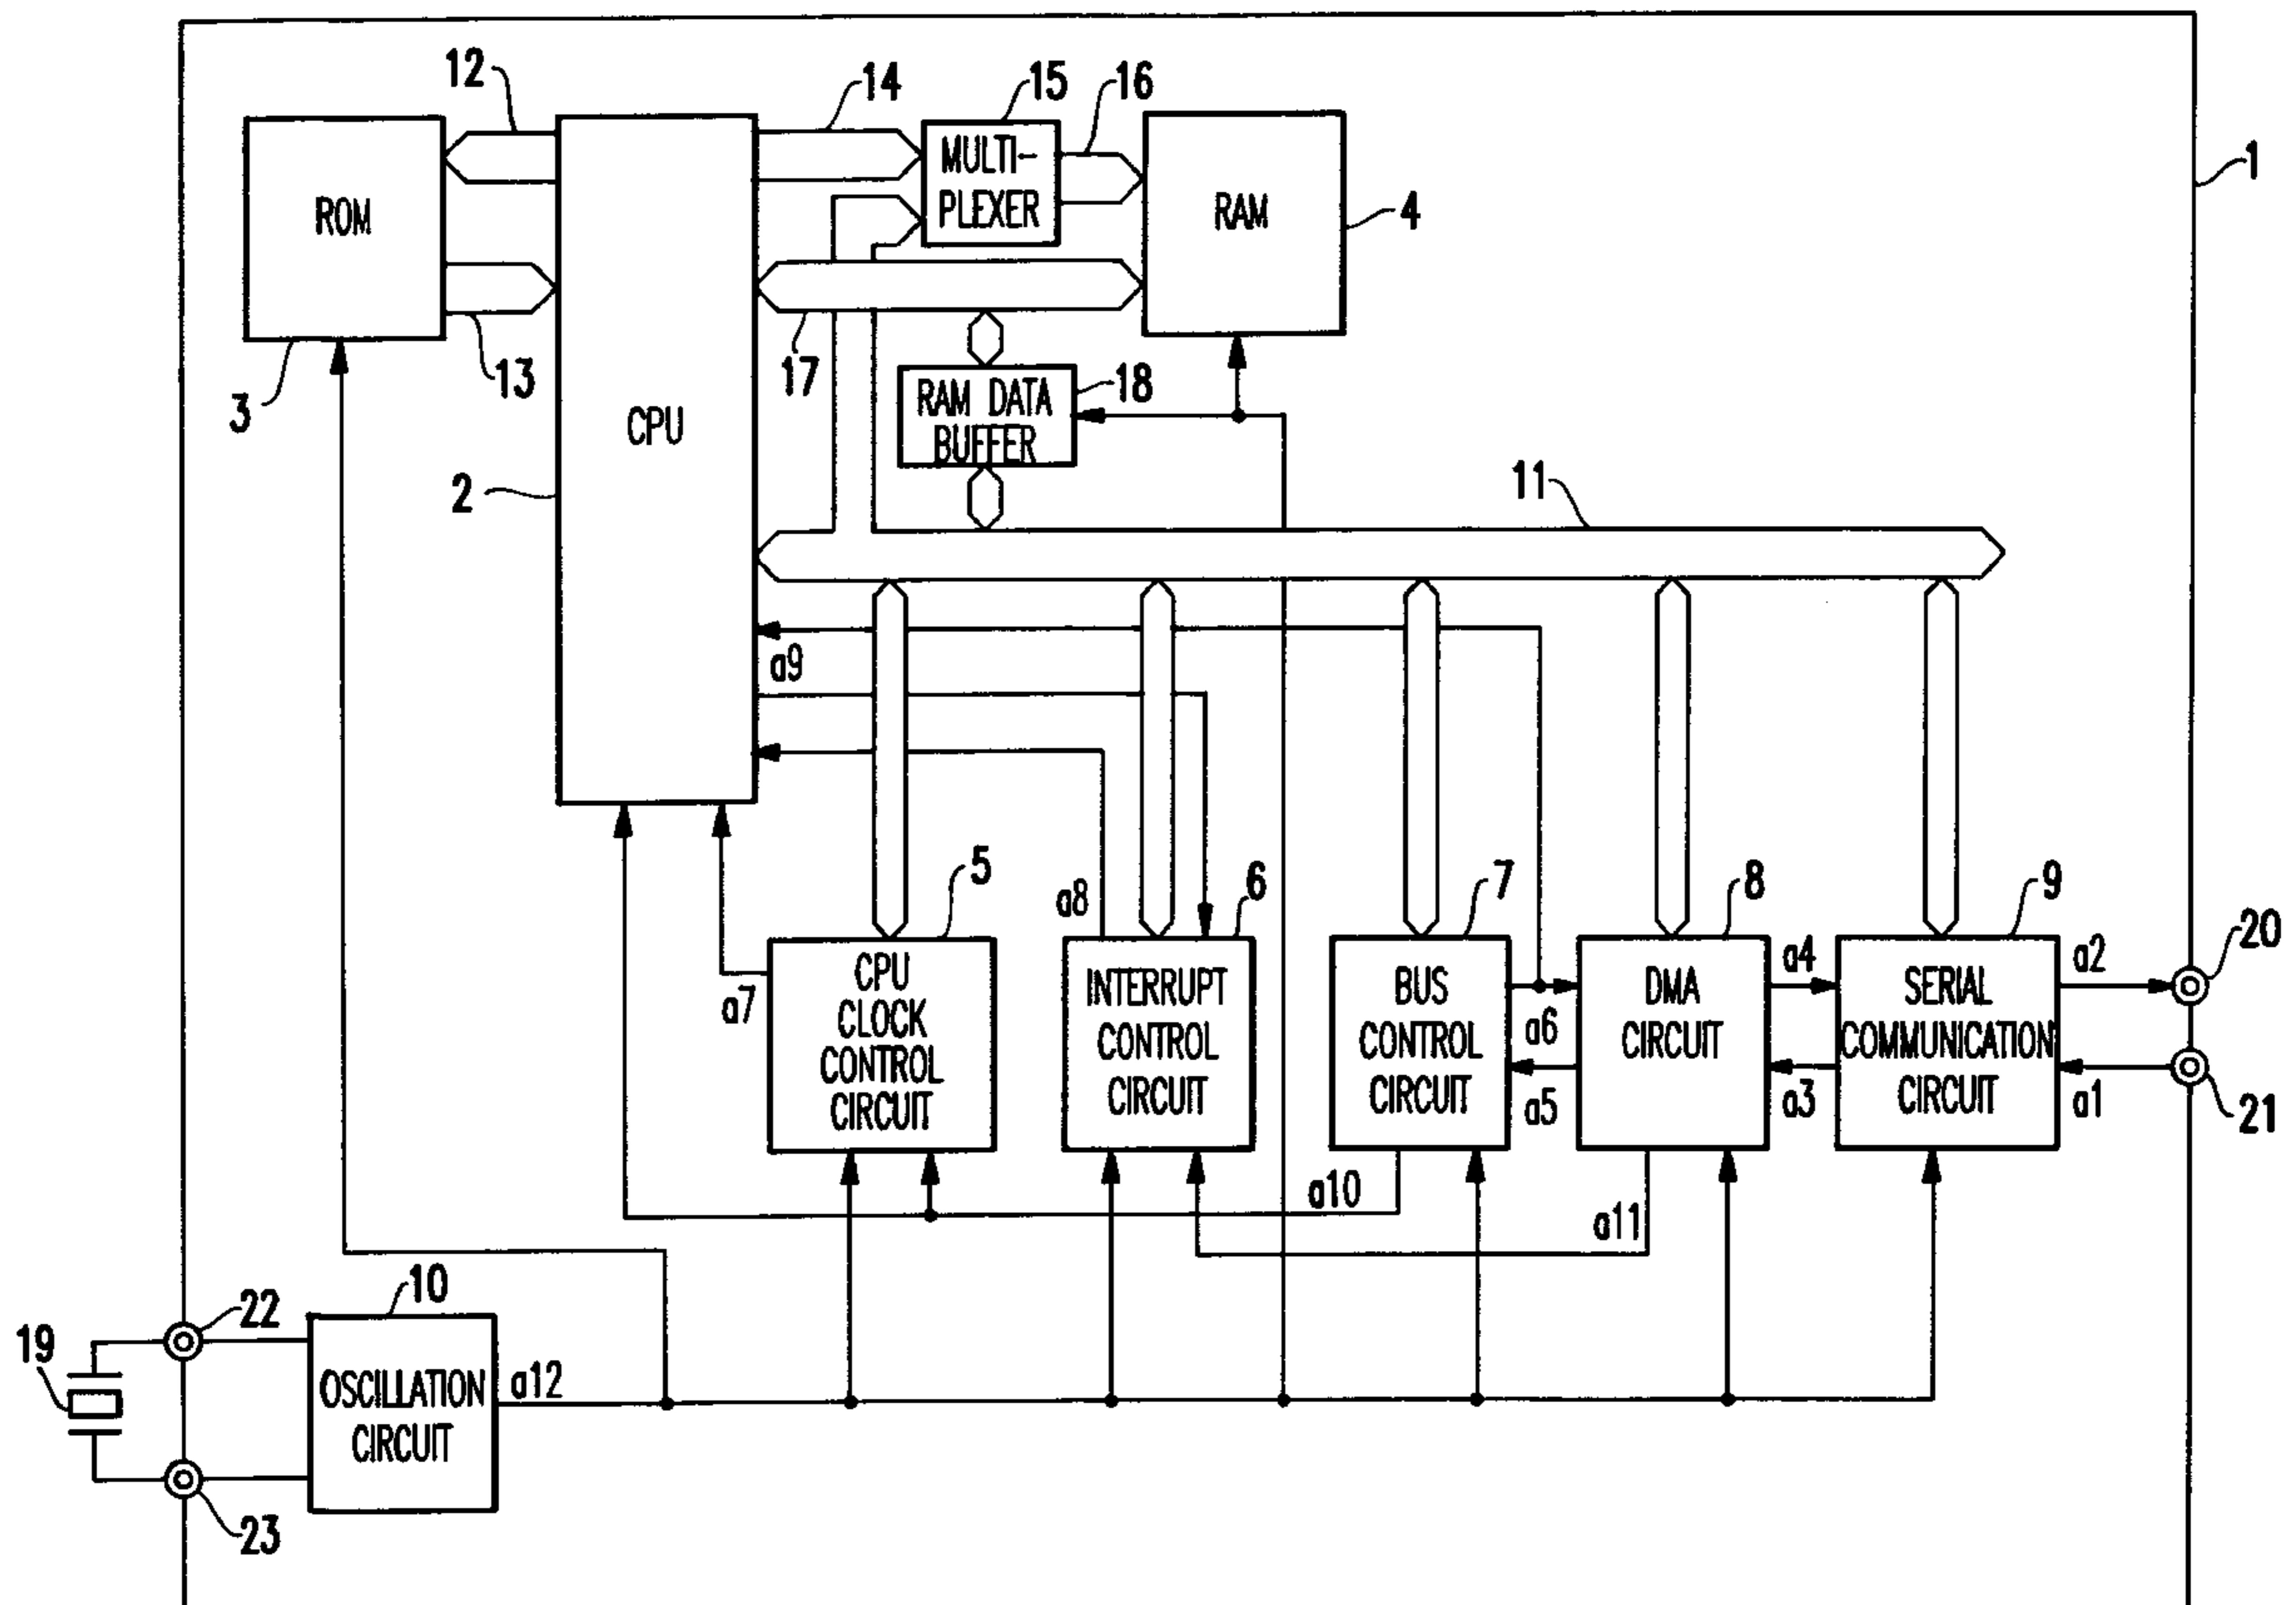 12
14
15
16
1
ROM
MULTI-
PLEXER
RAM
4
3
13
17
CPU
RAM DATA
BUFFER
18
2
11
a9
5
a8
6
7
8
9
20
a7
CPU
CLOCK
CONTROL
CIRCUIT
INTERRUPT
CONTROL
CIRCUIT
BUS
CONTROL
CIRCUIT
a6
a5
DMA
CIRCUIT
a4
a3
SERIAL
COMMUNICATION
CIRCUIT
a2
a1
21
a10
a11
10
22
19
OSCILLATION
CIRCUIT
a12
23